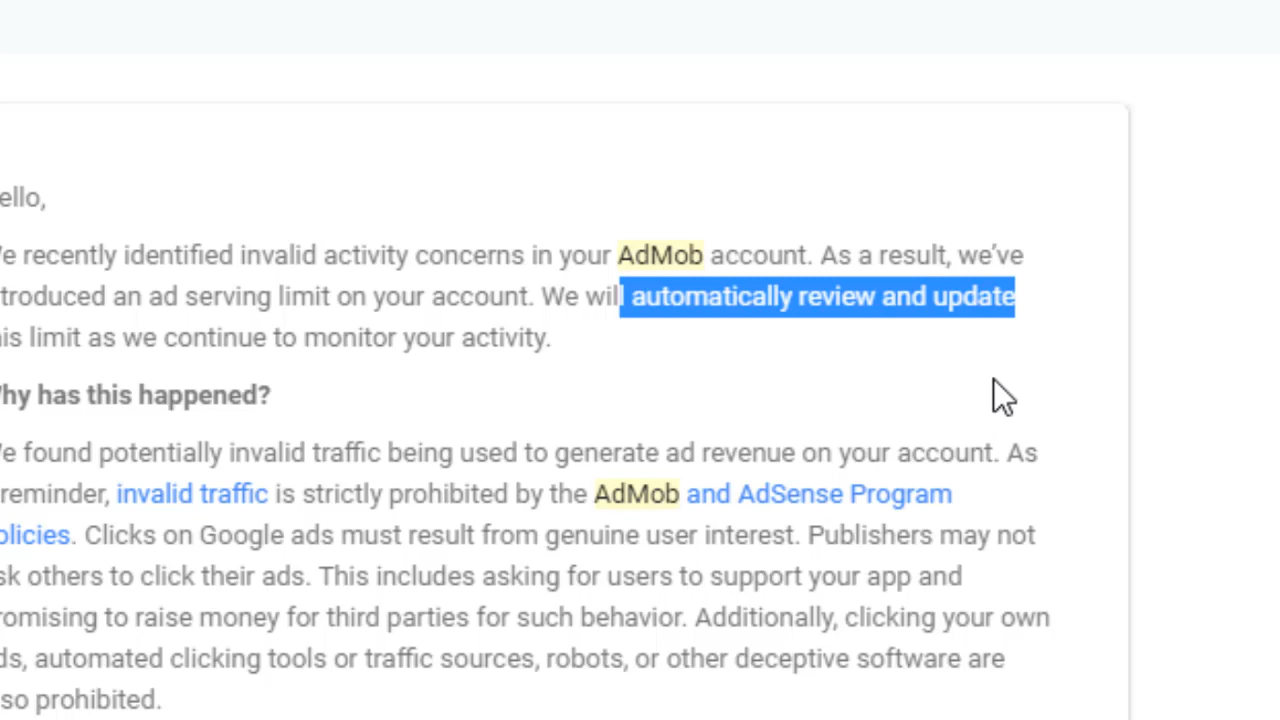 ello,
e recently identified invalid activity concerns in your AdMob account. As a result, we've
troduced an ad serving limit on your account. We will automatically review and update
is limit as we continue to monitor your activity.
hy has this happened?
e found potentially invalid traffic being used to generate ad revenue on your account. As
reminder, invalid traffic is strictly prohibited by the AdMob and AdSense Program
olicies. Clicks on Google ads must result from genuine user interest. Publishers may not
sk others to click their ads. This includes asking for users to support your app and
romising to raise money for third parties for such behavior. Additionally, clicking your own
ds, automated clicking tools or traffic sources, robots, or other deceptive software are
so prohibited.